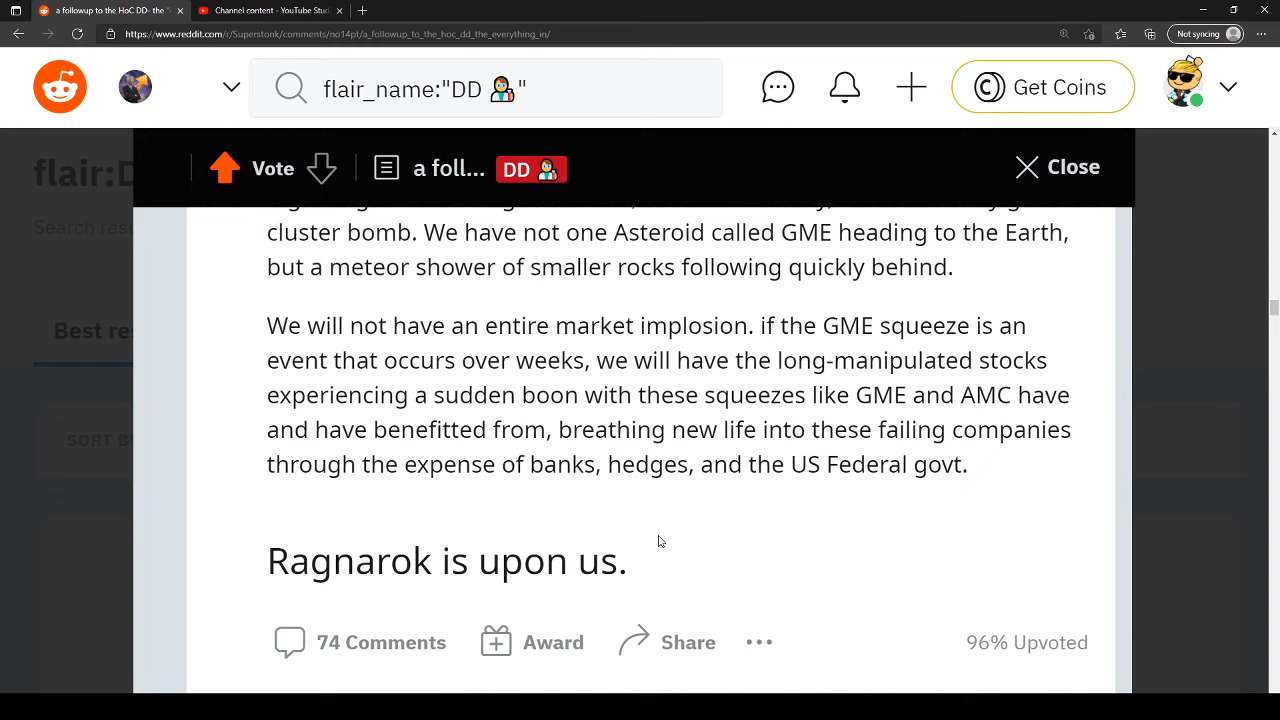 a followup to the HoC DD- the
Channel content - YouTube Stud
https://www.reddit.com/r/Superstonk/comments/no14pt/a_followup_to_the_hoc_dd_the_everything_in/
Not syncing
flair_name:"DD 🤷‍♂️"
Get Coins
flair:D
Search resu
Best re
SORT BY
Vote
a foll...
DD
Close
cluster bomb. We have not one Asteroid called GME heading to the Earth,
but a meteor shower of smaller rocks following quickly behind.
We will not have an entire market implosion. if the GME squeeze is an
event that occurs over weeks, we will have the long-manipulated stocks
experiencing a sudden boon with these squeezes like GME and AMC have
and have benefitted from, breathing new life into these failing companies
through the expense of banks, hedges, and the US Federal govt.
Ragnarok is upon us.
74 Comments
Award
Share
96% Upvoted